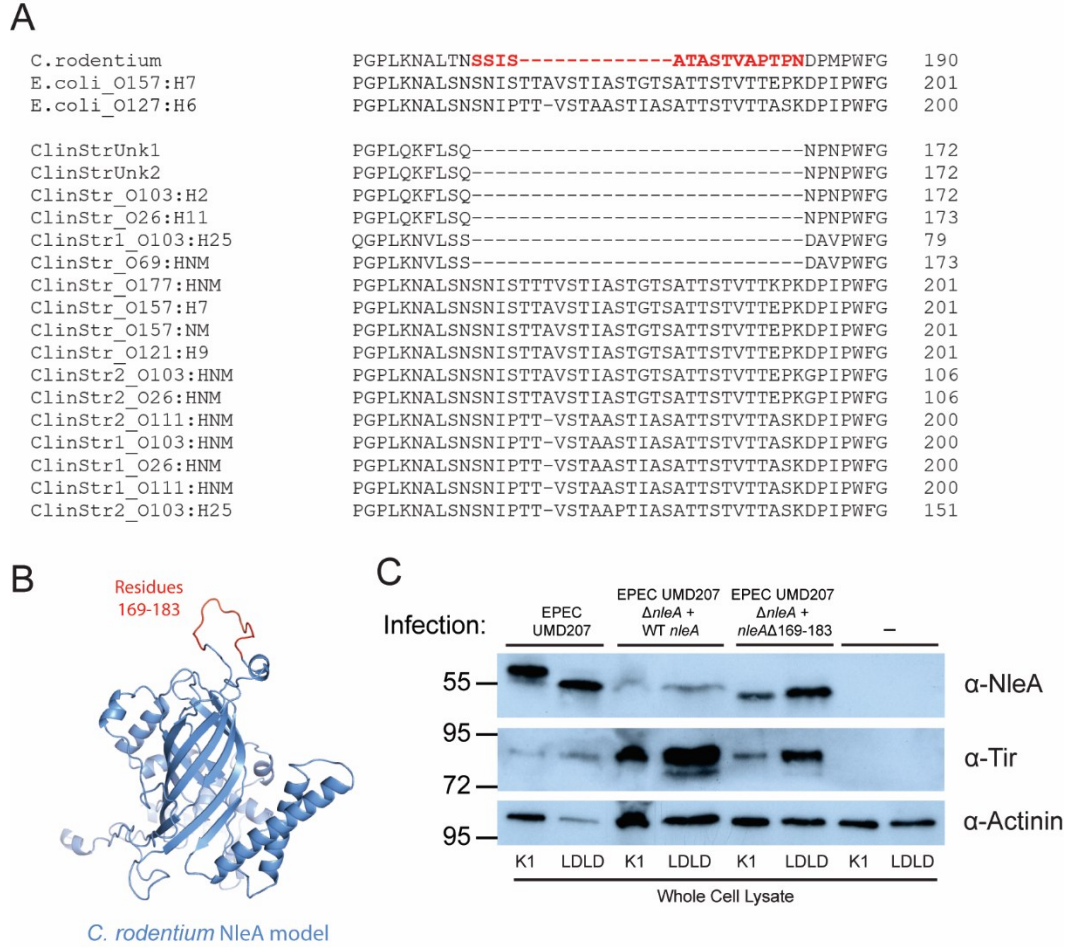 A
C.rodentium PGPLKNALTNSSIS-------------ATASTVAPTPNDPMPWFG 190
E.coli_O157:H7 PGPLKNALSNSNISTTAVSTIASTGTSATTSTVTTEPKDPIPWFG 201
E.coli_O127:H6 PGPLKNALSNSNIPTT-VSTAASTIASATTSTVTTASKDPIPWFG 200
ClinStrUnk1 PGPLQKFLSQ----------------------------NPNPWFG 172
ClinStrUnk2 PGPLQKFLSQ----------------------------NPNPWFG 172
ClinStr_O103:H2 PGPLQKFLSQ----------------------------NPNPWFG 172
ClinStr_O26:H11 PGPLQKFLSQ----------------------------NPNPWFG 173
ClinStr1_O103:H25 QGPLKNVLSS----------------------------DAVPWFG 79
ClinStr_O69:HNM PGPLKNVLSS----------------------------DAVPWFG 173
ClinStr_O177:HNM PGPLKNALSNSNISTTTVSTIASTGTSATTSTVTTKPKDPIPWFG 201
ClinStr_O157:H7 PGPLKNALSNSNISTTAVSTIASTGTSATTSTVTTEPKDPIPWFG 201
ClinStr_O157:NM PGPLKNALSNSNISTTAVSTIASTGTSATTSTVTTEPKDPIPWFG 201
ClinStr_O121:H9 PGPLKNALSNSNISTTAVSTIASTGTSATTSTVTTEPKDPIPWFG 201
ClinStr2_O103:HNM PGPLKNALSNSNISTTAVSTIASTGTSATTSTVTTEPKGPIPWFG 106
ClinStr2_O26:HNM PGPLKNALSNSNISTTAVSTIASTGTSATTSTVTTEPKGPIPWFG 106
ClinStr2_O111:HNM PGPLKNALSNSNIPTT-VSTAASTIASATTSTVTTASKDPIPWFG 200
ClinStr1_O103:HNM PGPLKNALSNSNIPTT-VSTAASTIASATTSTVTTASKDPIPWFG 200
ClinStr1_O26:HNM PGPLKNALSNSNIPTT-VSTAASTIASATTSTVTTASKDPIPWFG 200
ClinStr1_O111:HNM PGPLKNALSNSNIPTT-VSTAASTIASATTSTVTTASKDPIPWFG 200
ClinStr2_O103:H25 PGPLKNALSNSNIPTT-VSTAAPTIASATTSTVTTASKDPIPWFG 151
B
Residues
169-183
C. rodentium NleA model
C
Infection:
EPEC
UMD207
EPEC UMD207
ΔnleA +
WT nleA
EPEC UMD207
ΔnleA +
nleAΔ169-183
–
55
α-NleA
95
α-Tir
72
α-Actinin
95
K1 LDLD K1 LDLD K1 LDLD K1 LDLD
Whole Cell Lysate